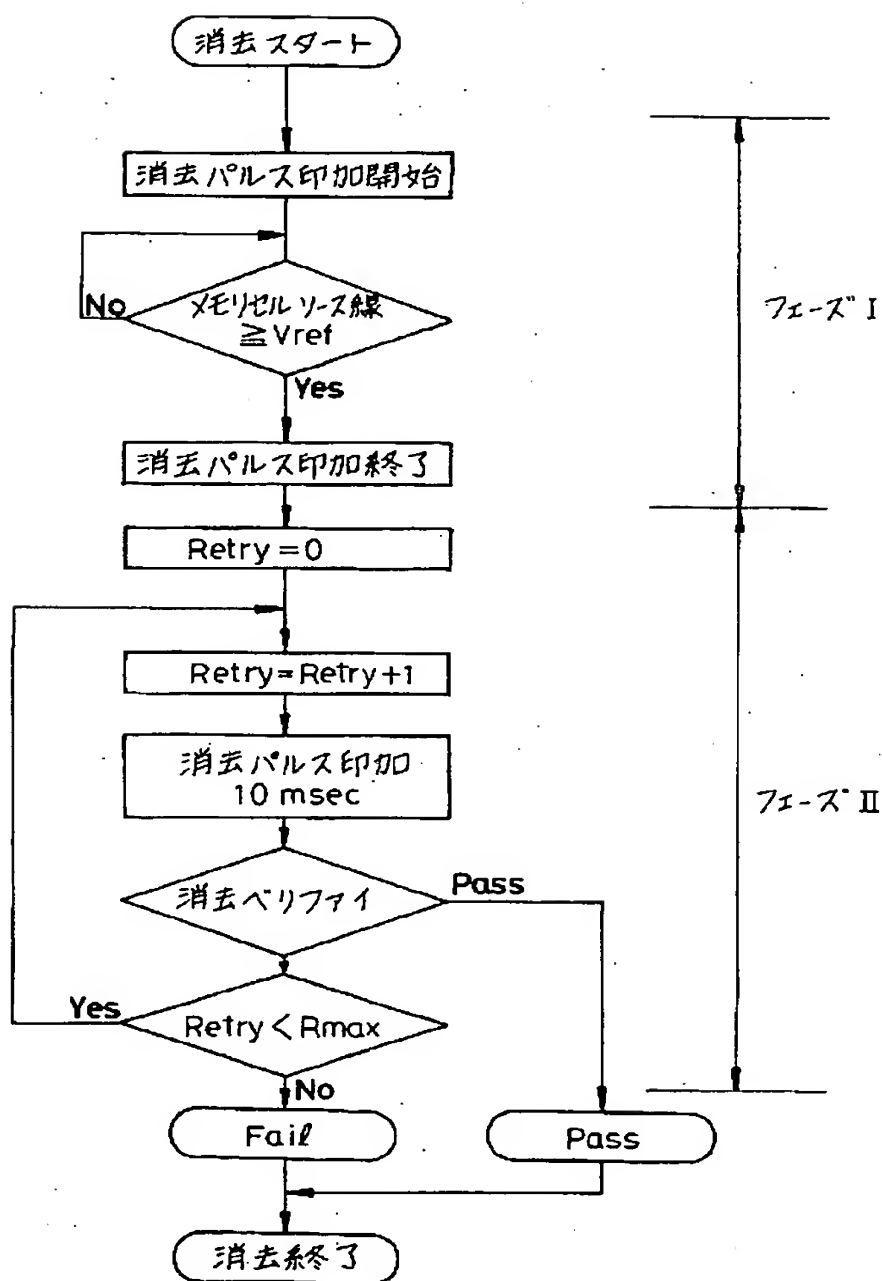 消去スタート
消去パルス印加開始
No
メモリセルソース線
≧Vref
Yes
フェーズ I
消去パルス印加終了
Retry=0
Retry=Retry+1
消去パルス印加
10 msec
フェーズ II
消去ベリファイ
Pass
Yes
Retry<Rmax
No
Fail
Pass
消去終了